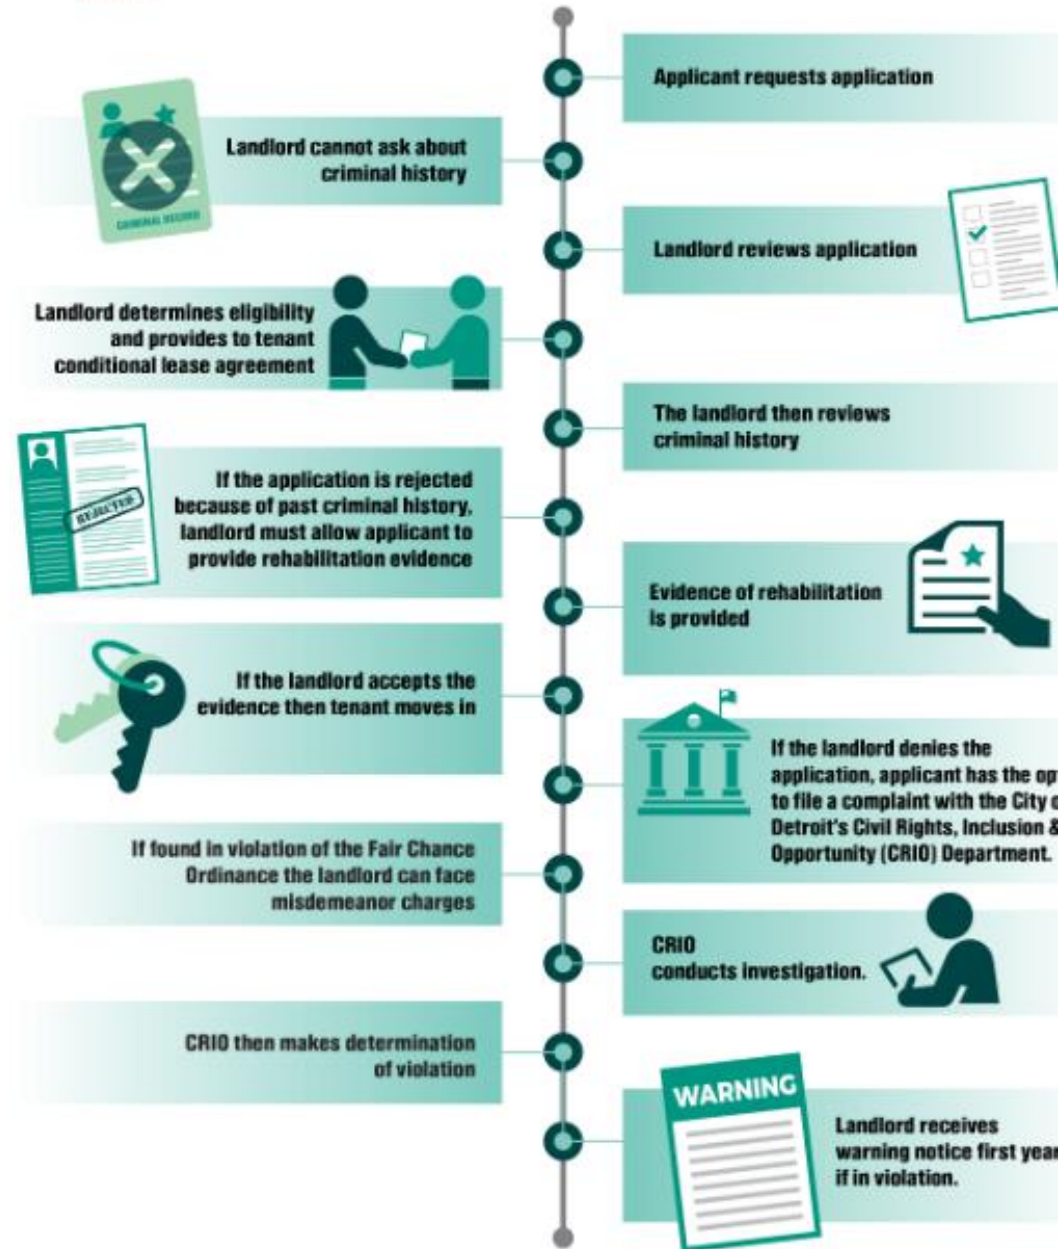 Applicant requests application
Landlord cannot ask about
criminal history
CRIMINAL RECORD
Landlord reviews application
Landlord determines eligibility
and provides to tenant
conditional lease agreement
The landlord then reviews
criminal history
If the application is rejected
because of past criminal history,
landlord must allow applicant to
provide rehabilitation evidence
REJECTED
Evidence of rehabilitation
is provided
If the landlord accepts the
evidence then tenant moves in
If the landlord denies the
application, applicant has the opt
to file a complaint with the City o
Detroit's Civil Rights, Inclusion &
Opportunity (CRIO) Department.
If found in violation of the Fair Chance
Ordinance the landlord can face
misdemeanor charges
CRIO
conducts investigation.
CRIO then makes determination
of violation
WARNING
Landlord receives
warning notice first year
if in violation.